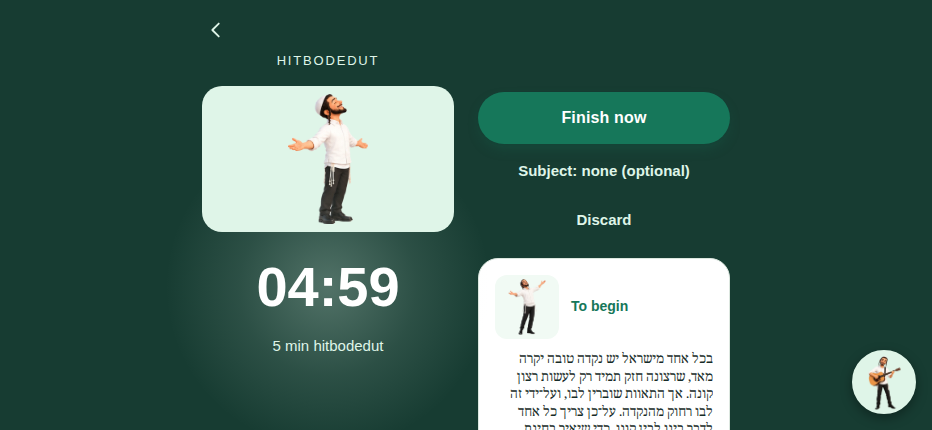 HITBODEDUT
04:59
5 min hitbodedut
Finish now
Subject: none (optional)
Discard
To begin
בכל אחד מישראל יש נקדה טובה יקרה
מאד, שרצונה חזק תמיד רק לעשות רצון
קונה. אך התאוות שוברין לבו, ועל־ידי זה
לבו רחוק מהנקדה. על־כן צריך כל אחד